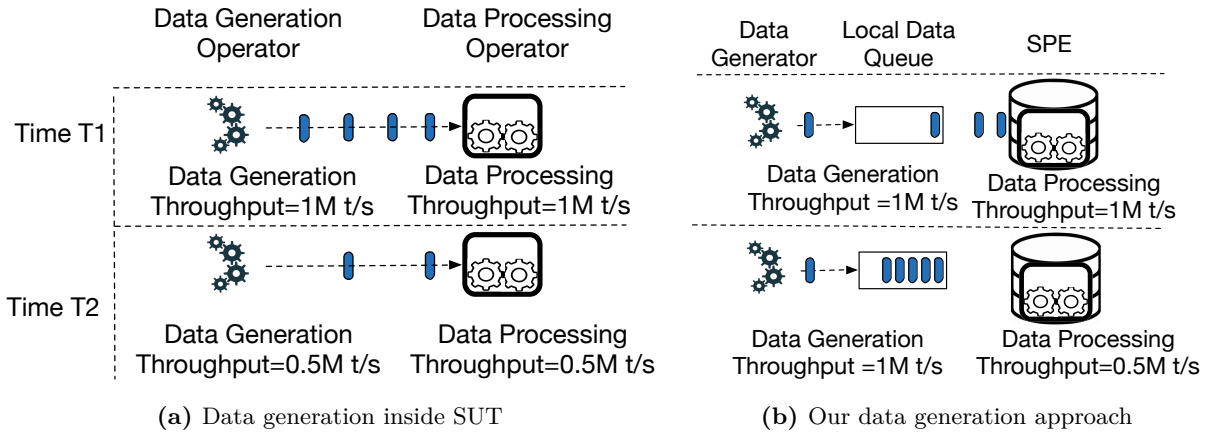 Data Generation
Operator
Data Processing
Operator
Time T1
Data Generation
Throughput=1M t/s
Data Processing
Throughput=1M t/s
Time T2
Data Generation
Throughput=0.5M t/s
Data Processing
Throughput=0.5M t/s
(a) Data generation inside SUT
Data
Generator
Local Data
Queue
SPE
Data Generation
Throughput =1M t/s
Data Processing
Throughput=1M t/s
Data Generation
Throughput =1M t/s
Data Processing
Throughput=0.5M t/s
(b) Our data generation approach